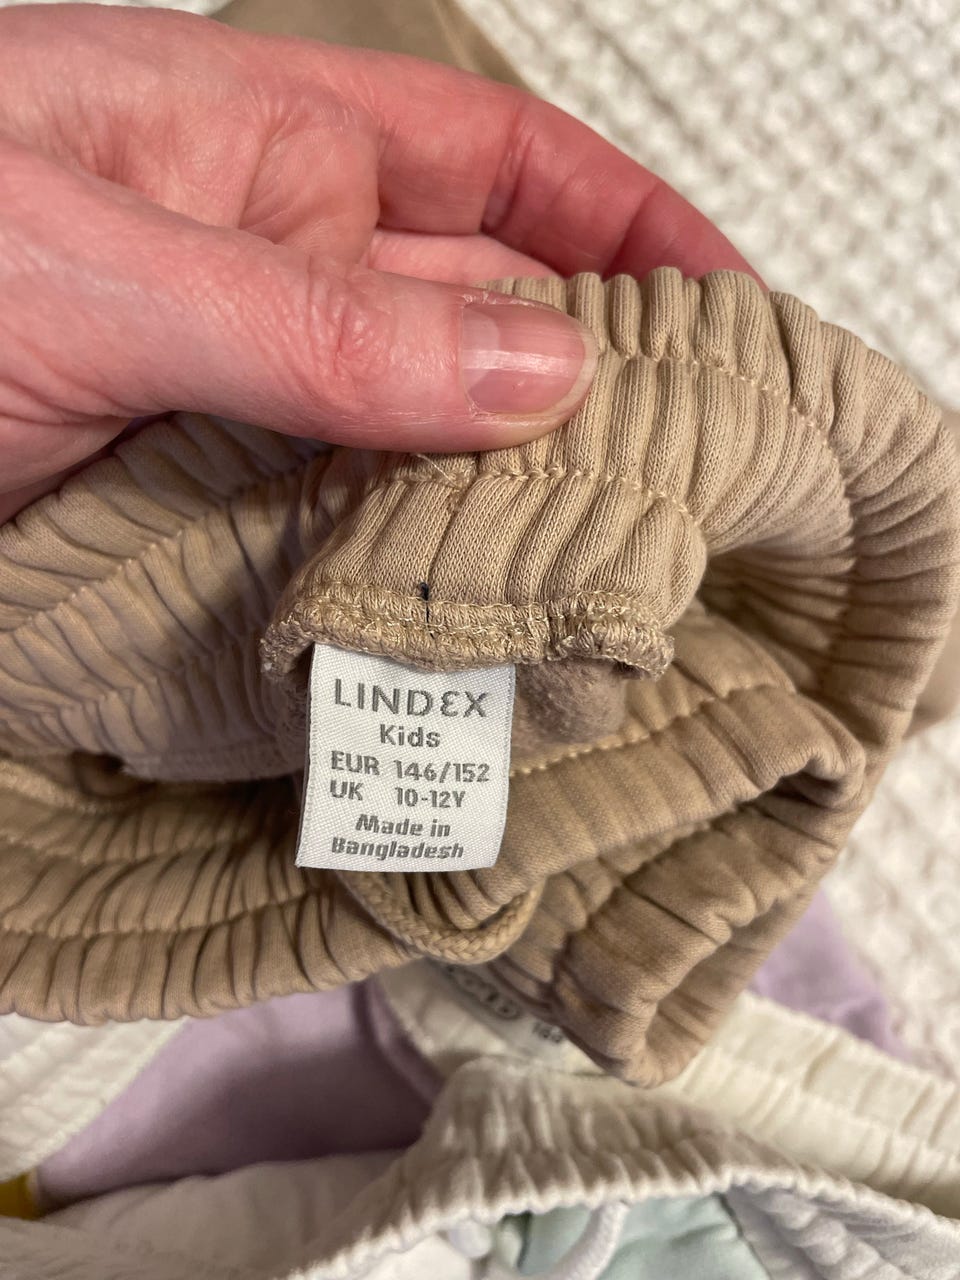 LINDEX
Kids
EUR 146/152
UK 10-12Y
Made in
Bangladesh